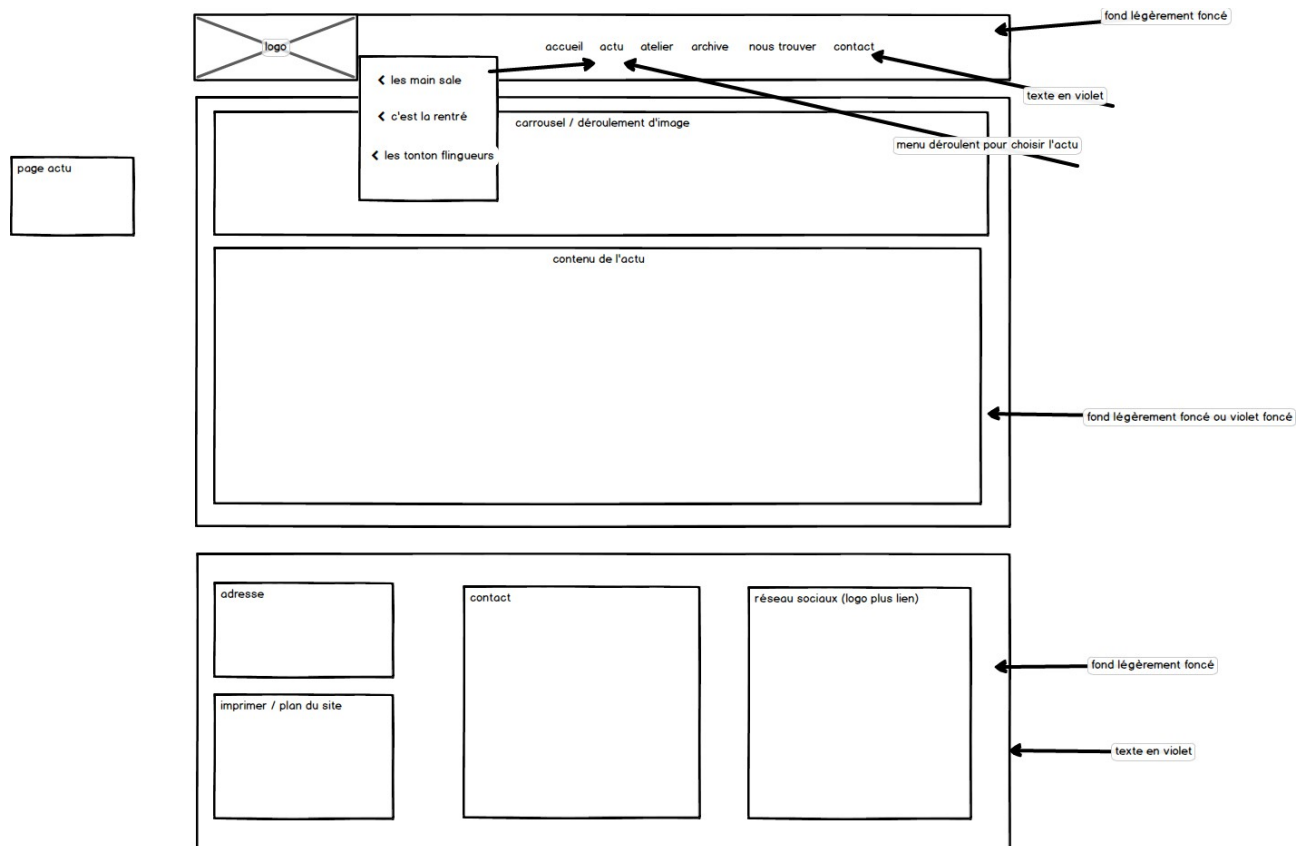 fond légèrement foncé
logo
accueil actu atelier archive nous trouver contact
les main sale
texte en violet
c'est la rentré
carrousel / déroulement d'image
menu déroulent pour choisir l'actu
les tonton flingueurs
page actu
contenu de l'actu
fond légèrement foncé ou violet foncé
adresse
contact
réseau sociaux (logo plus lien)
fond légèrement foncé
imprimer / plan du site
texte en violet